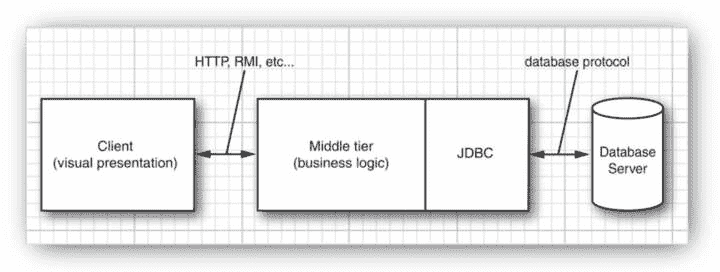 HTTP, RMI, etc...
database protocol
Client
(visual presentation)
Middle tier
(business logic)
JDBC
Database
Server